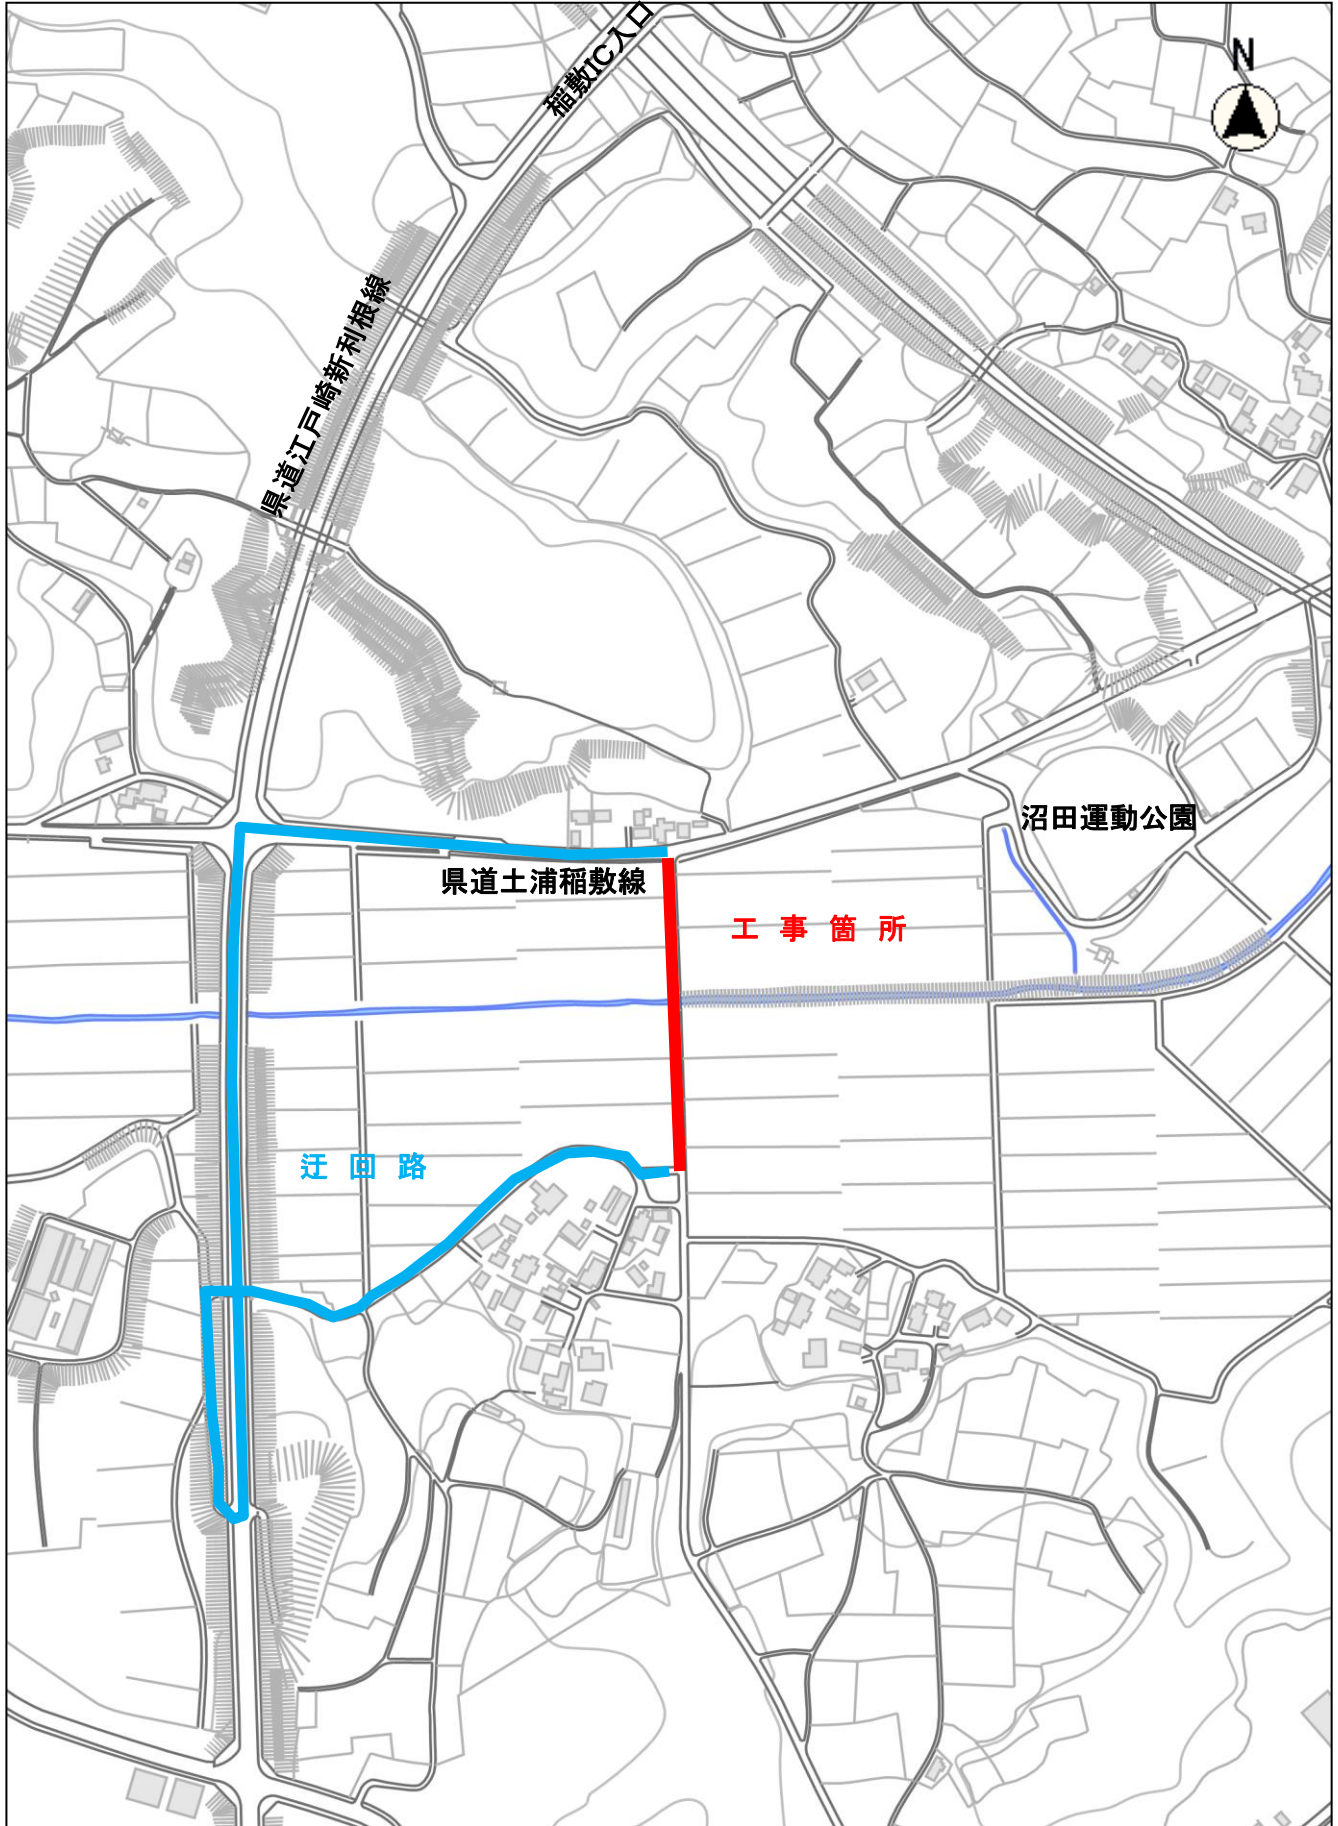 稲敷IC入口
N
県道江戸崎新利根線
沼田運動公園
県道土浦稲敷線
工事箇所
迂回路